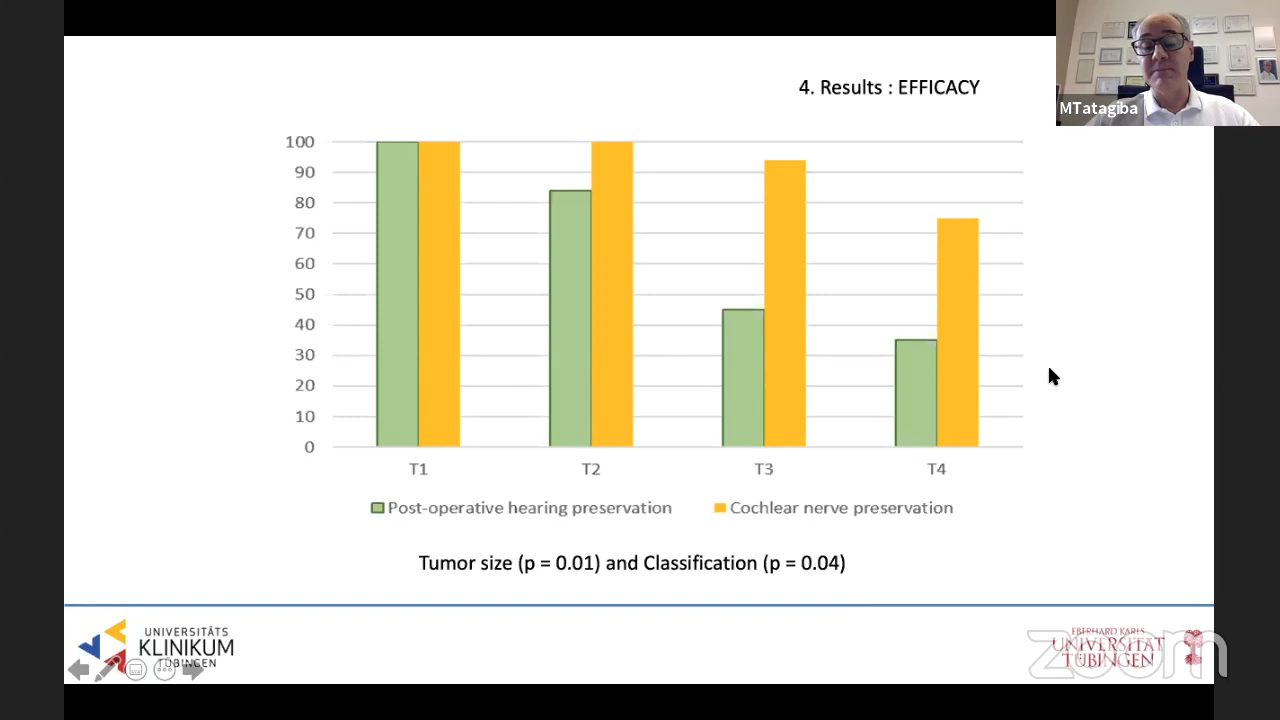 4. Results : EFFICACY
MTatagiba
100
90
80
70
60
50
40
30
20
10
0
T1 T2 T3 T4
Post-operative hearing preservation Cochlear nerve preservation
Tumor size (p = 0.01) and Classification (p = 0.04)
UNIVERSITÄTS
KLINIKUM
TÜBINGEN
EBERHARD KARLS
UNIVERSITÄT
TÜBINGEN
zoom